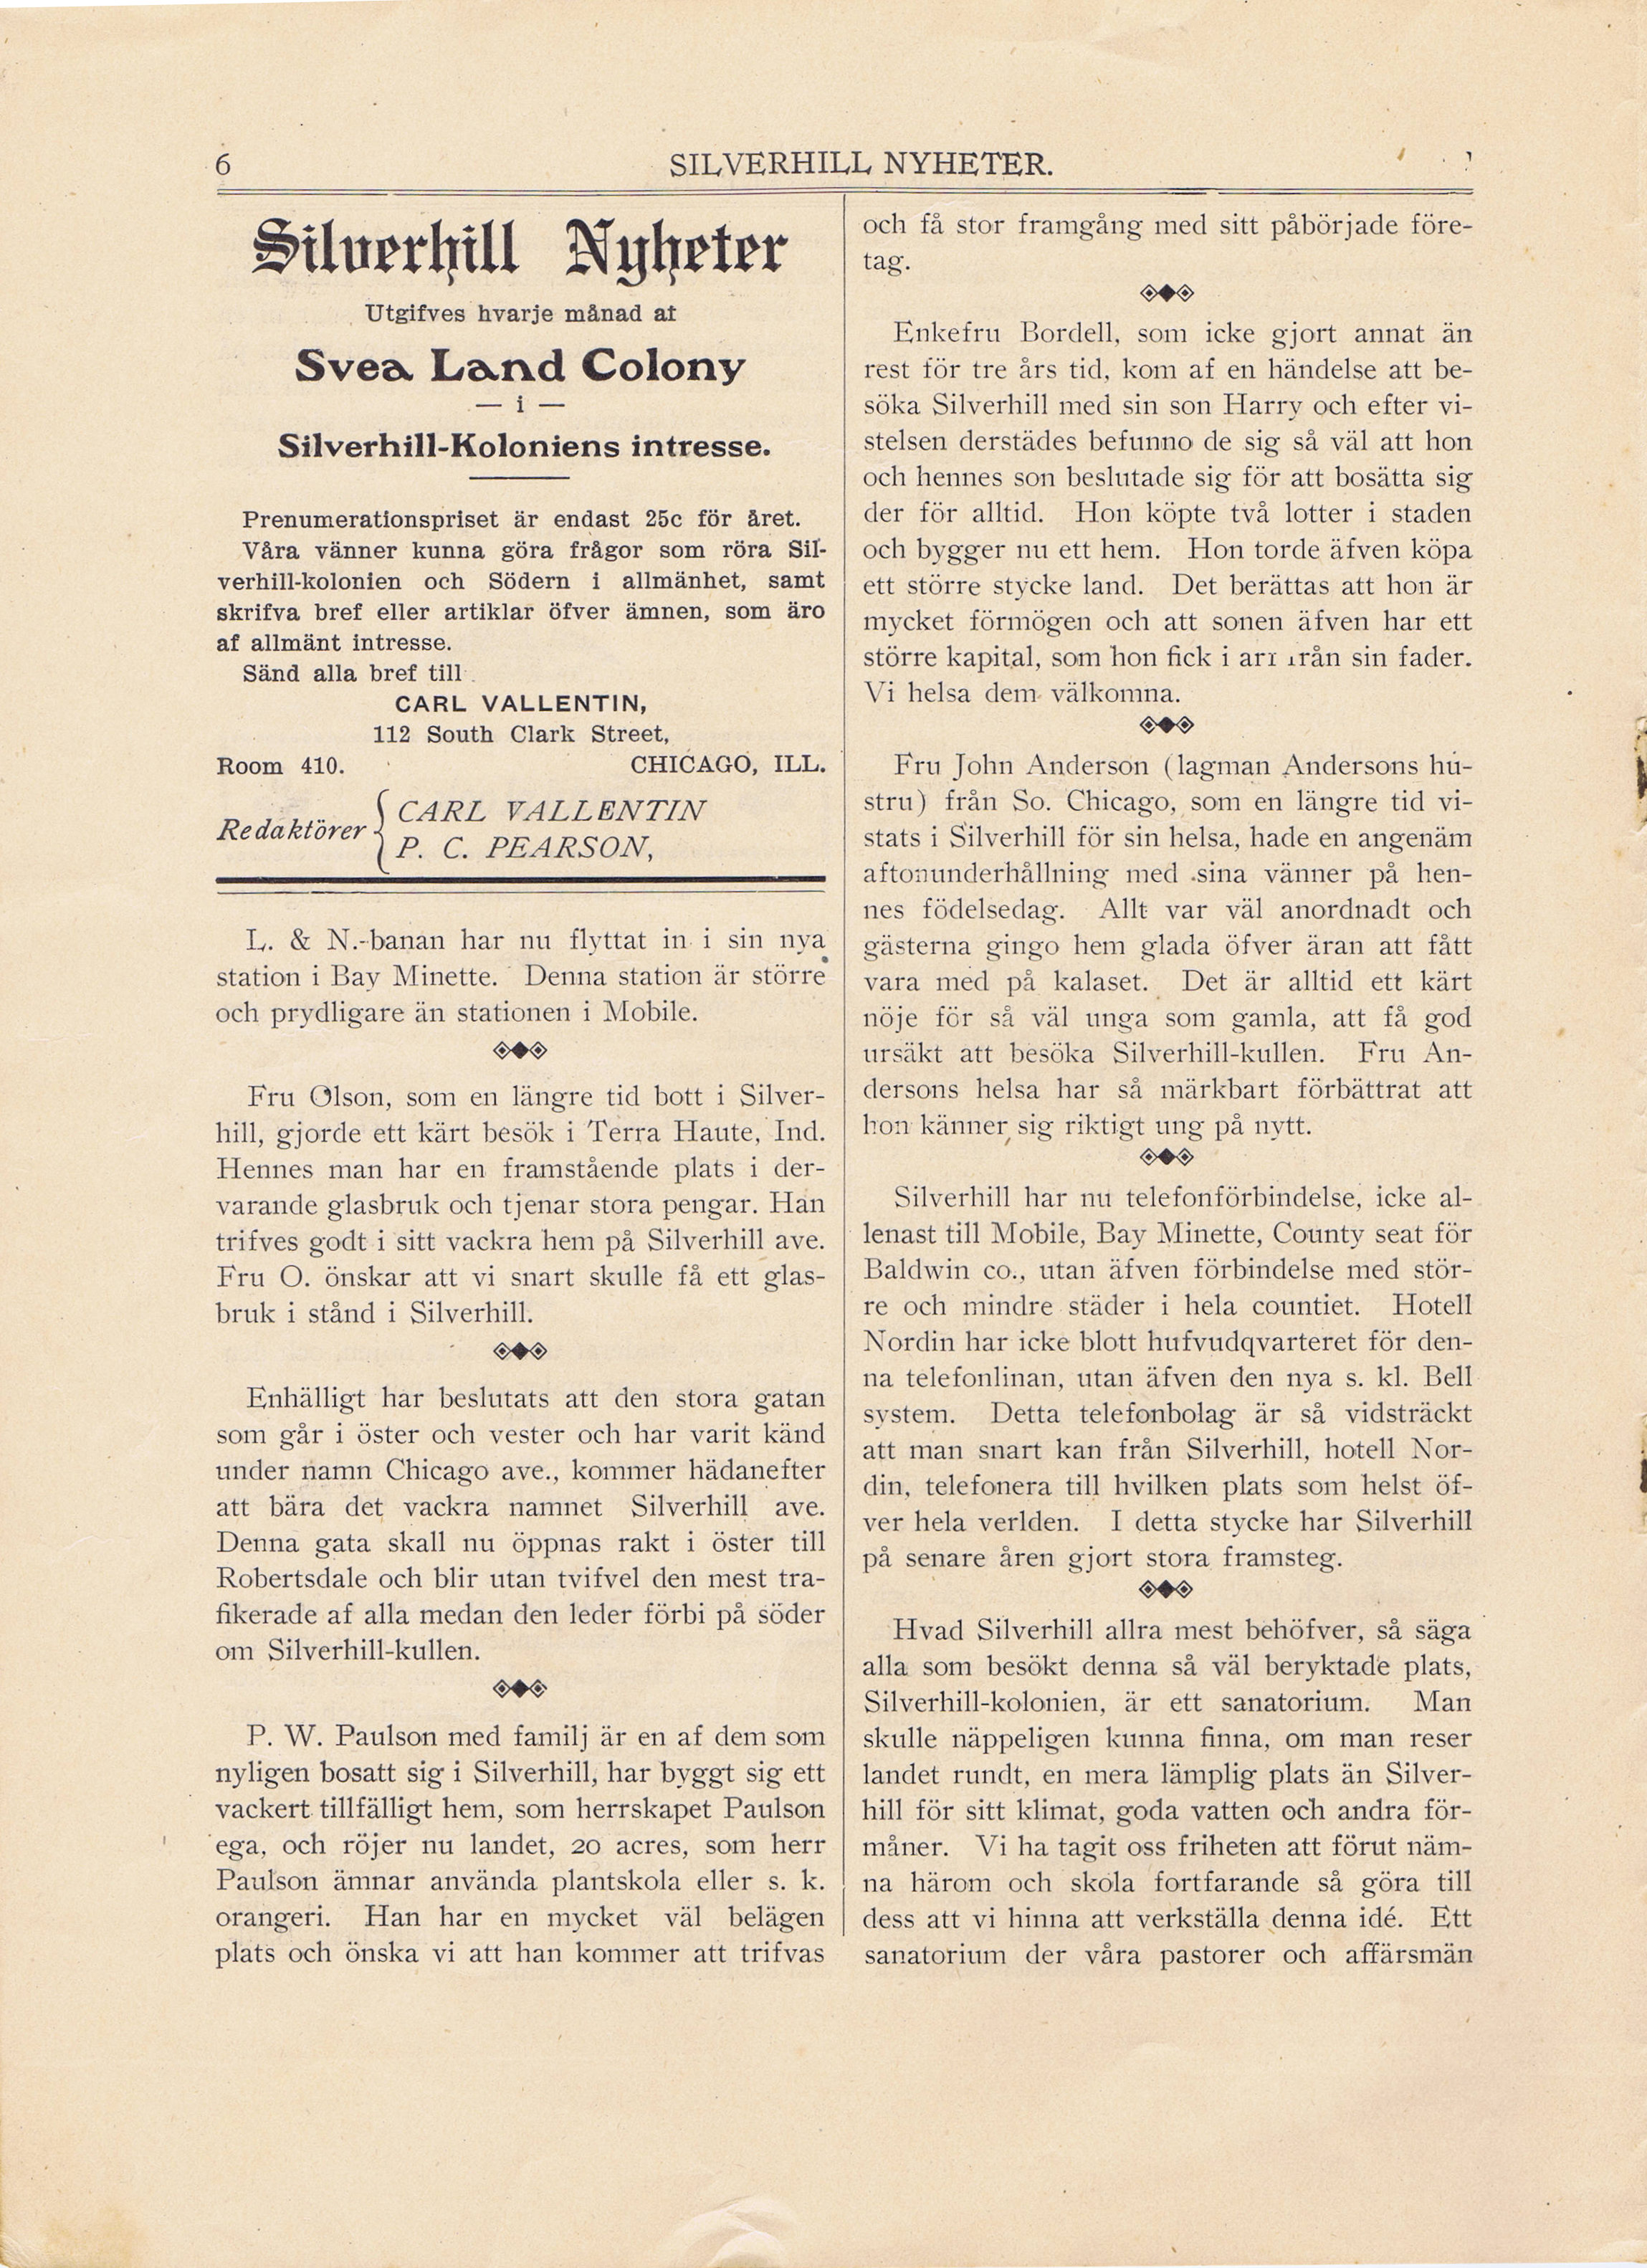 6
SILVERHILL NYHETER.
Silverhill Nyheter
Utgifves hvarje månad af
Svea Land Colony
— i —
Silverhill-Koloniens intresse.
Prenumerationspriset är endast 25c för året.
Våra vänner kunna göra frågor som röra Sil-
verhill-kolonien och Södern i allmänhet, samt
skrifva bref eller artiklar öfver ämnen, som äro
af allmänt intresse.
Sänd alla bref till
CARL VALLENTIN,
112 South Clark Street,
Room 410. CHICAGO, ILL.
Redaktörer { CARL VALLENTIN
P. C. PEARSON,
L. & N.-banan har nu flyttat in i sin nya
station i Bay Minette. Denna station är större
och prydligare än stationen i Mobile.
Fru Olson, som en längre tid bott i Silver-
hill, gjorde ett kärt besök i Terra Haute, Ind.
Hennes man har en framstående plats i der-
varande glasbruk och tjenar stora pengar. Han
trifves godt i sitt vackra hem på Silverhill ave.
Fru O. önskar att vi snart skulle få ett glas-
bruk i stånd i Silverhill.
Enhälligt har beslutats att den stora gatan
som går i öster och vester och har varit känd
under namn Chicago ave., kommer hädanefter
att bära det vackra namnet Silverhill ave.
Denna gata skall nu öppnas rakt i öster till
Robertsdale och blir utan tvifvel den mest tra-
fikerade af alla medan den leder förbi på söder
om Silverhill-kullen.
P. W. Paulson med familj är en af dem som
nyligen bosatt sig i Silverhill, har byggt sig ett
vackert tillfälligt hem, som herrskapet Paulson
ega, och röjer nu landet, 20 acres, som herr
Paulson ämnar använda plantskola eller s. k.
orangeri. Han har en mycket väl belägen
plats och önska vi att han kommer att trifvas
och få stor framgång med sitt påbörjade före-
tag.
Enkefru Bordell, som icke gjort annat än
rest för tre års tid, kom af en händelse att be-
söka Silverhill med sin son Harry och efter vi-
stelsen derstädes befunno de sig så väl att hon
och hennes son beslutade sig för att bosätta sig
der för alltid. Hon köpte två lotter i staden
och bygger nu ett hem. Hon torde äfven köpa
ett större stycke land. Det berättas att hon är
mycket förmögen och att sonen äfven har ett
större kapital, som hon fick i arf från sin fader.
Vi helsa dem välkomna.
Fru John Anderson (lagman Andersons hu-
stru) från So. Chicago, som en längre tid vi-
stats i Silverhill för sin helsa, hade en angenäm
aftonunderhållning med sina vänner på hen-
nes födelsedag. Allt var väl anordnadt och
gästerna gingo hem glada öfver äran att fått
vara med på kalaset. Det är alltid ett kärt
nöje för så väl unga som gamla, att få god
ursäkt att besöka Silverhill-kullen. Fru An-
dersons helsa har så märkbart förbättrat att
hon känner sig riktigt ung på nytt.
Silverhill har nu telefonförbindelse, icke al-
lenast till Mobile, Bay Minette, County seat för
Baldwin co., utan äfven förbindelse med stör-
re och mindre städer i hela countiet. Hotell
Nordin har icke blott hufvudqvarteret för den-
na telefonlinan, utan äfven den nya s. kl. Bell
system. Detta telefonbolag är så vidsträckt
att man snart kan från Silverhill, hotell Nor-
din, telefonera till hvilken plats som helst öf-
ver hela verlden. I detta stycke har Silverhill
på senare åren gjort stora framsteg.
Hvad Silverhill allra mest behöfver, så säga
alla som besökt denna så väl beryktade plats,
Silverhill-kolonien, är ett sanatorium. Man
skulle näppeligen kunna finna, om man reser
landet rundt, en mera lämplig plats än Silver-
hill för sitt klimat, goda vatten och andra för-
måner. Vi ha tagit oss friheten att förut näm-
na härom och skola fortfarande så göra till
dess att vi hinna att verkställa denna idé. Ett
sanatorium der våra pastorer och affärsmän